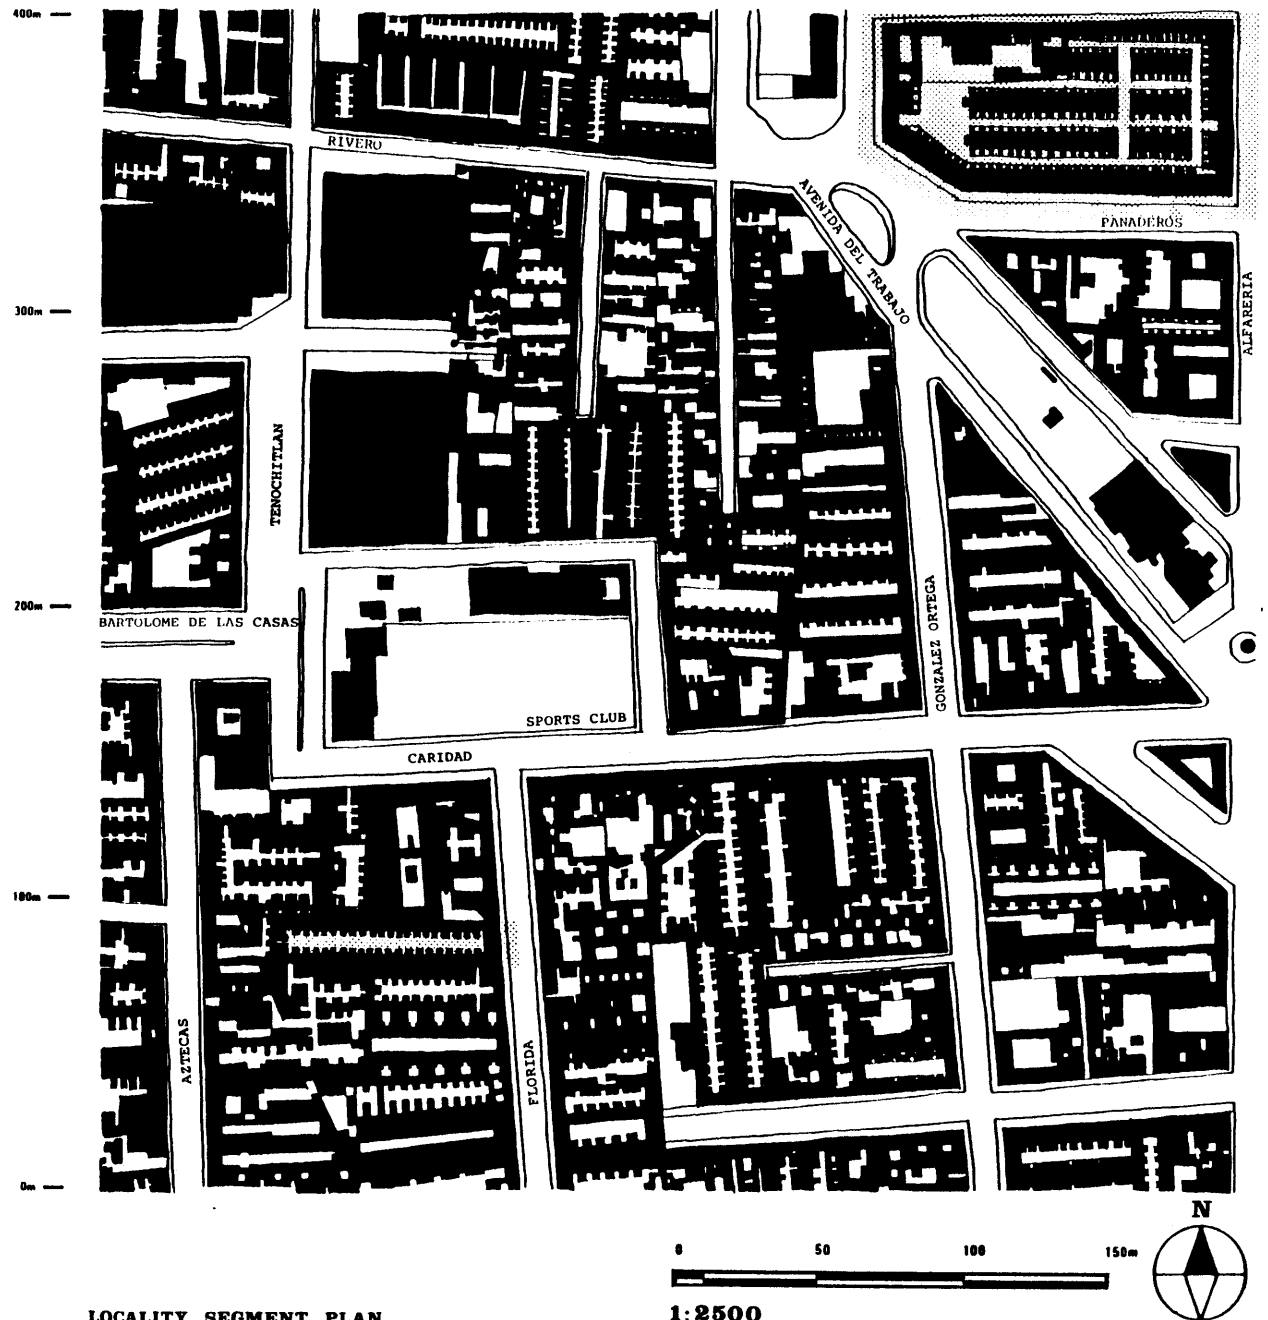 400m
RIVERO
AVENIDA DEL TRABAJO
PANADEROS
300m
ALFARERIA
TENOCHITLAN
200m
BARTOLOME DE LAS CASAS
GONZALEZ ORTEGA
SPORTS CLUB
CARIDAD
100m
AZTECAS
FLORIDA
0m
N
0 50 100 150m
LOCALITY SEGMENT PLAN
1:2500